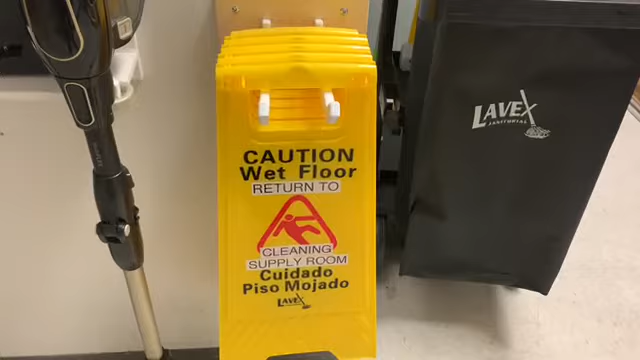 CAUTION
Wet Floor
RETURN TO
CLEANING
SUPPLY ROOM
Cuidado
Piso Mojado
LAVEX
LAVEX
JANITORIAL